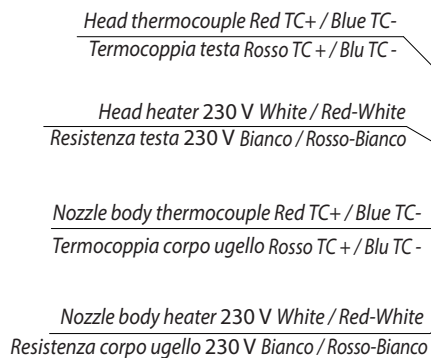 Head thermocouple Red TC+ / Blue TC-
Termocoppia testa Rosso TC + / Blu TC -
Head heater 230 V White / Red-White
Resistenza testa 230 V Bianco / Rosso-Bianco
Nozzle body thermocouple Red TC+ / Blue TC-
Termocoppia corpo ugello Rosso TC + / Blu TC -
Nozzle body heater 230 V White / Red-White
Resistenza corpo ugello 230 V Bianco / Rosso-Bianco